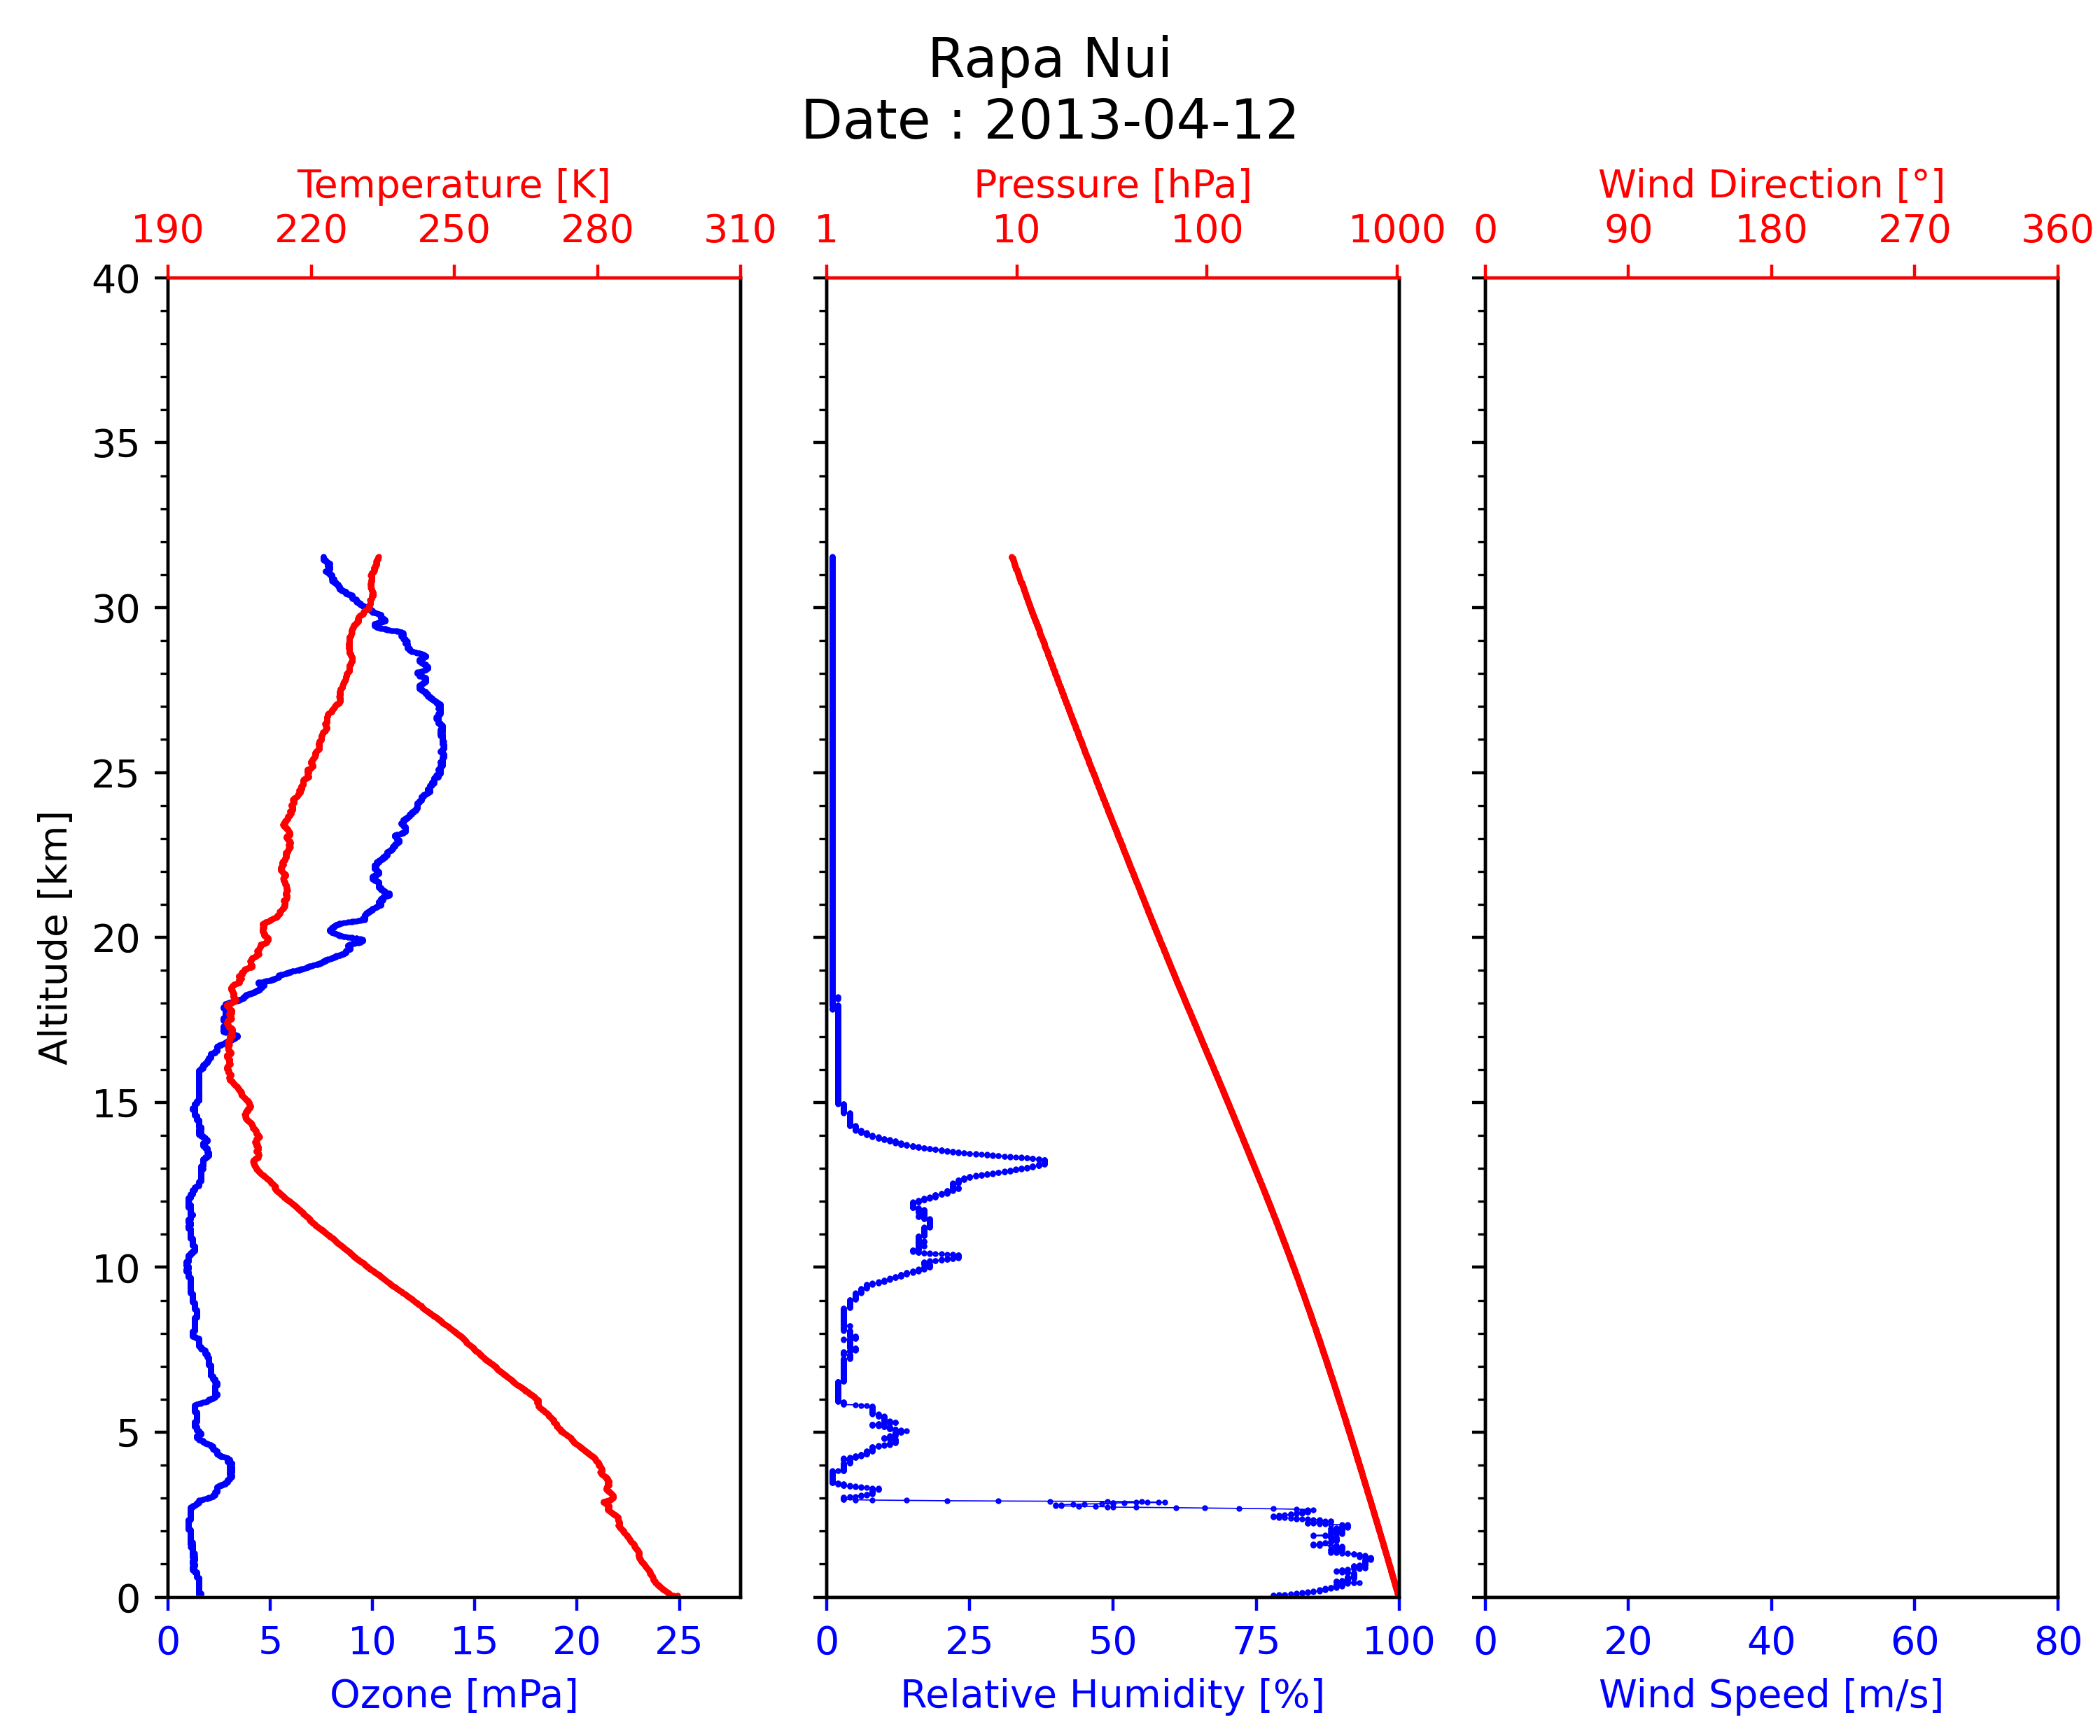 Rapa Nui
Date : 2013-04-12
Temperature [K]
190 220 250 280 310
Pressure [hPa]
1 10 100 1000
Wind Direction [°]
0 90 180 270 360
Altitude [km]
40
35
30
25
20
15
10
5
0
0 5 10 15 20 25
Ozone [mPa]
0 25 50 75 100
Relative Humidity [%]
0 20 40 60 80
Wind Speed [m/s]